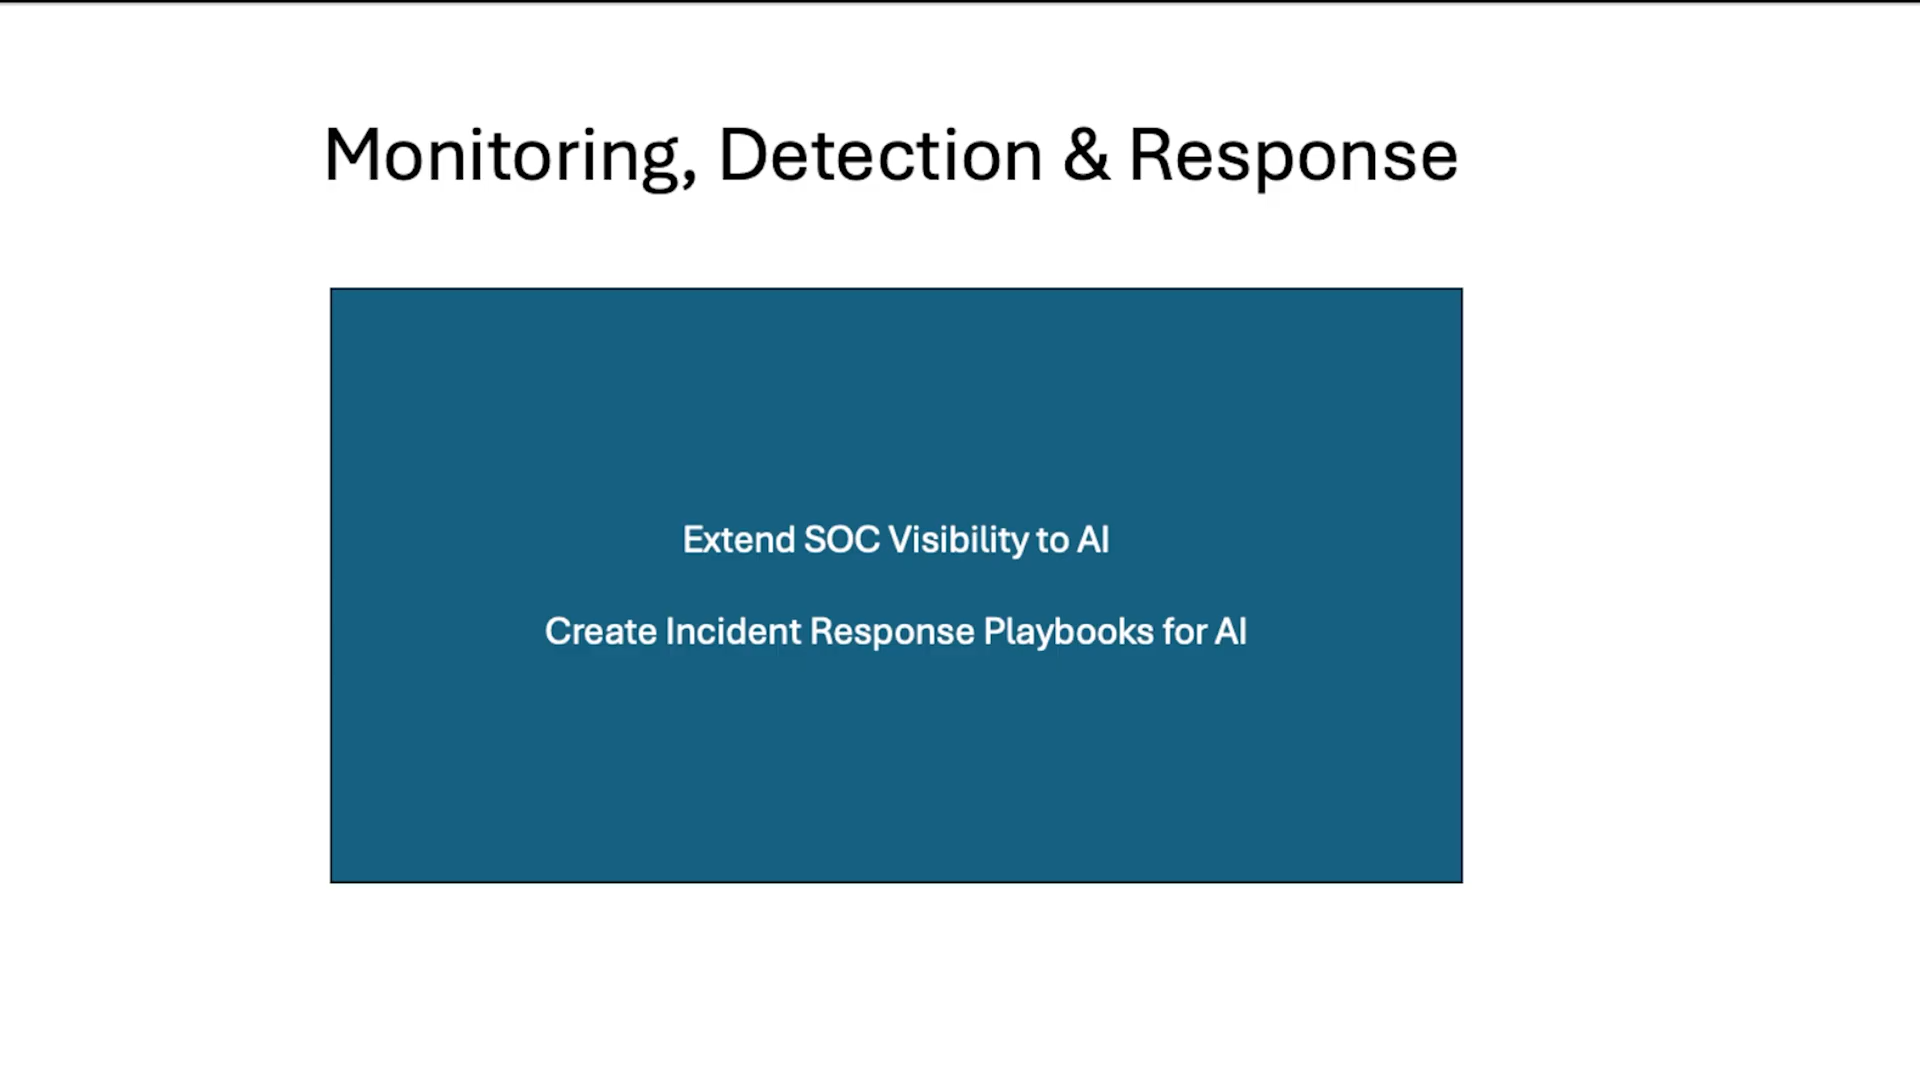 Monitoring, Detection & Response
Extend SOC Visibility to AI
Create Incident Response Playbooks for AI